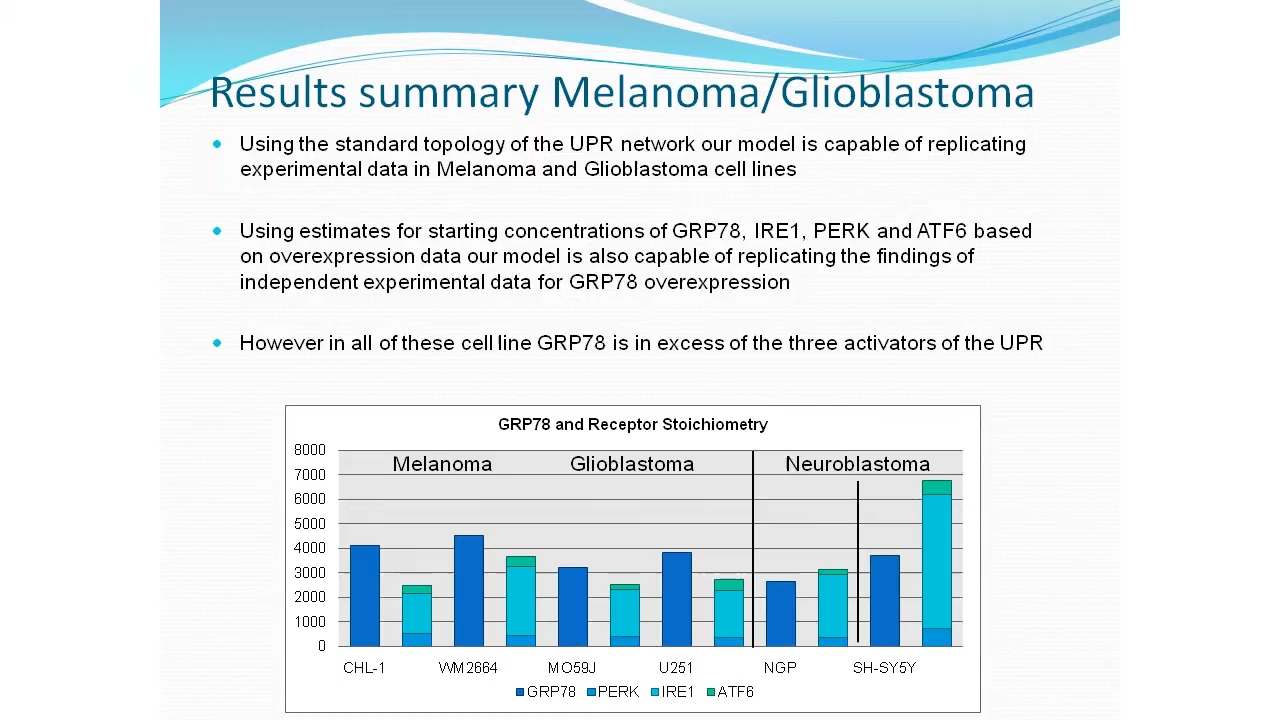 Results summary Melanoma/Glioblastoma
Using the standard topology of the UPR network our model is capable of replicating
experimental data in Melanoma and Glioblastoma cell lines
Using estimates for starting concentrations of GRP78, IRE1, PERK and ATF6 based
on overexpression data our model is also capable of replicating the findings of
independent experimental data for GRP78 overexpression
However in all of these cell line GRP78 is in excess of the three activators of the UPR
GRP78 and Receptor Stoichiometry
8000
7000
6000
5000
4000
3000
2000
1000
0
Melanoma Glioblastoma Neuroblastoma
CHL-1 WM2664 MO59J U251 NGP SH-SY5Y
GRP78 PERK IRE1 ATF6